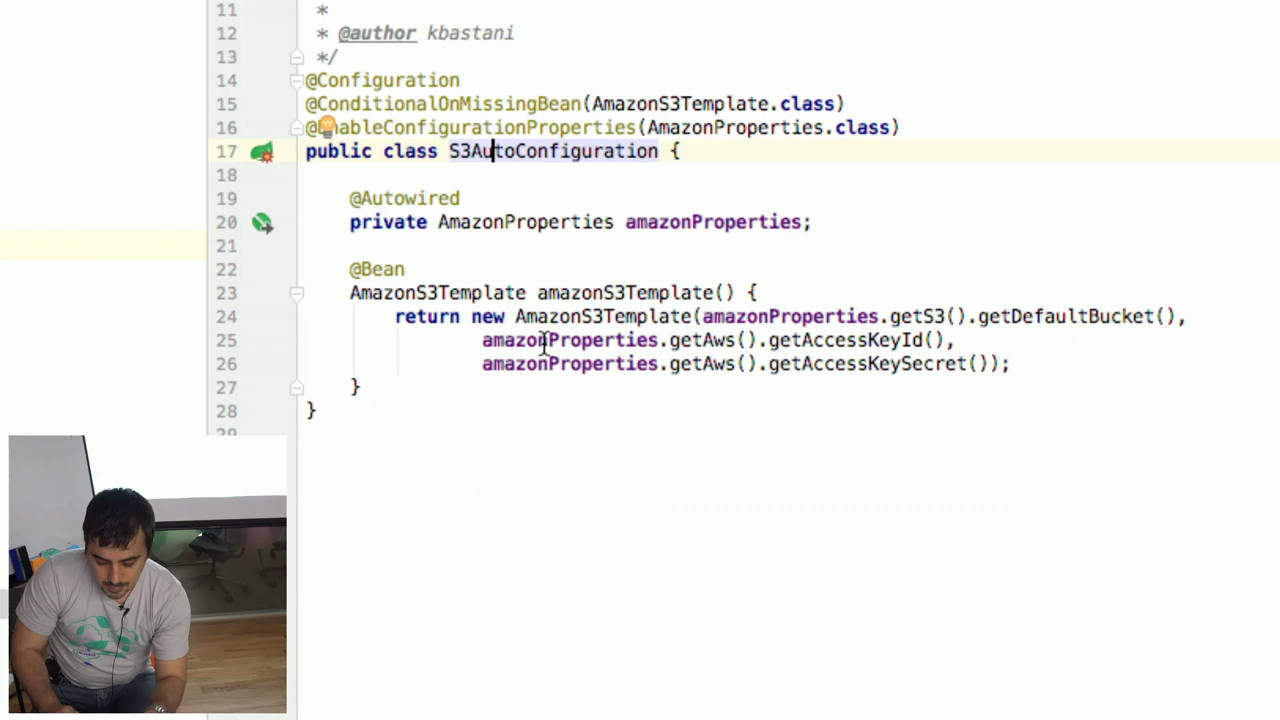 11 *
12 * @author kbastani
13 */
14 @Configuration
15 @ConditionalOnMissingBean(AmazonS3Template.class)
16 @EnableConfigurationProperties(AmazonProperties.class)
17 public class S3AutoConfiguration {
18
19 @Autowired
20 private AmazonProperties amazonProperties;
21
22 @Bean
23 AmazonS3Template amazonS3Template() {
24 return new AmazonS3Template(amazonProperties.getS3().getDefaultBucket(),
25 amazonProperties.getAws().getAccessKeyId(),
26 amazonProperties.getAws().getAccessKeySecret());
27 }
28 }
29